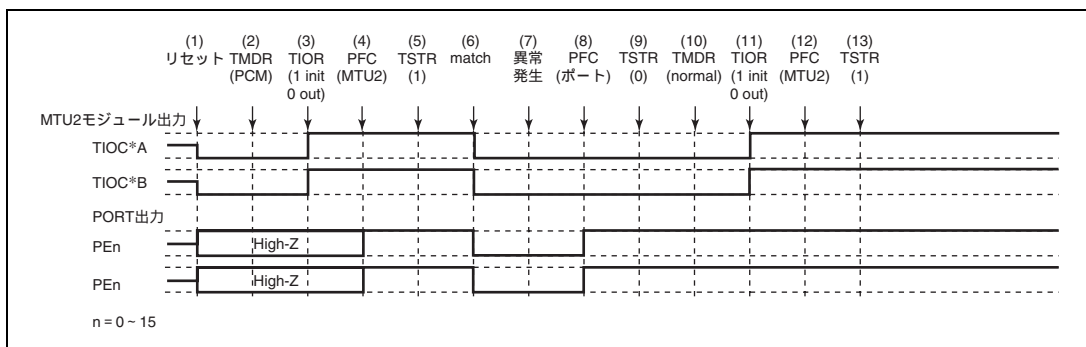 (1) (2) (3) (4) (5) (6) (7) (8) (9) (10) (11) (12) (13)
リセット TMDR TIOR PFC TSTR match 異常 PFC TSTR TMDR TIOR PFC TSTR
(PCM) (1 init (MTU2) (1) 発生 (ポート) (0) (normal) (1 init (MTU2) (1)
0 out) 0 out)
MTU2モジュール出力
TIOC*A
TIOC*B
PORT出力
PEn High-Z
PEn High-Z
n = 0 ~ 15